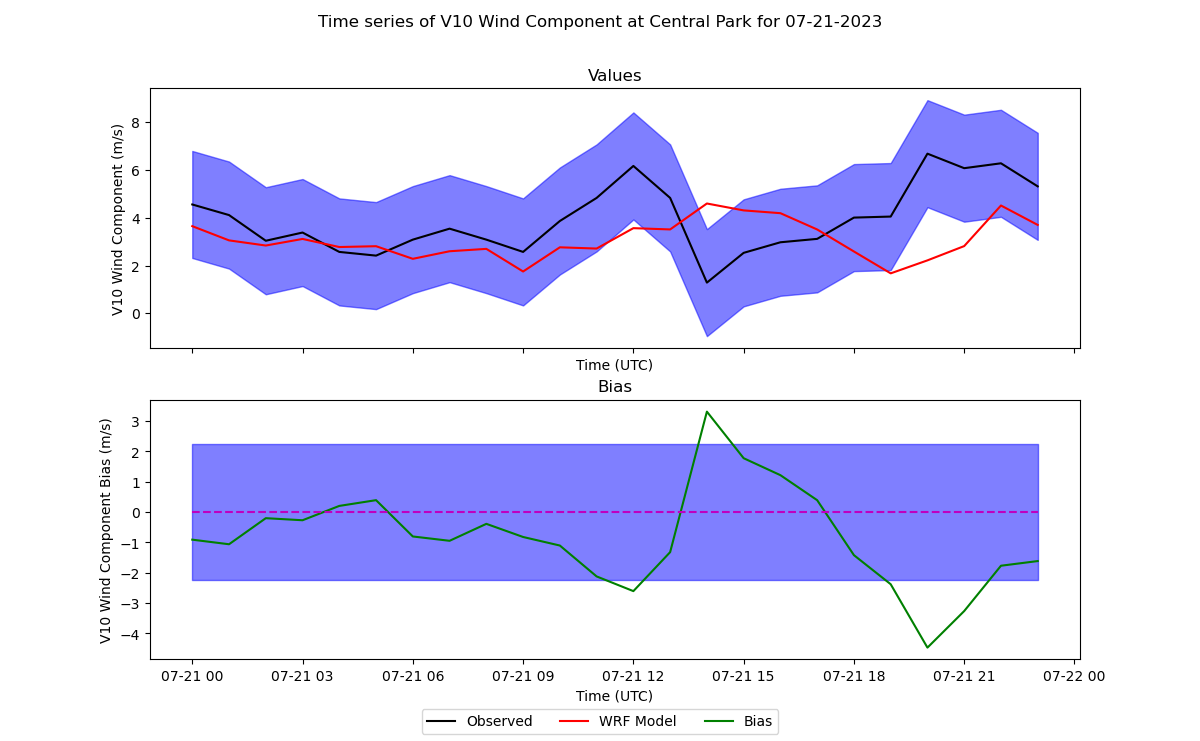 Time series of V10 Wind Component at Central Park for 07-21-2023
Values
V10 Wind Component (m/s)
8
6
4
2
0
Time (UTC)
Bias
V10 Wind Component Bias (m/s)
3
2
1
0
−1
−2
−3
−4
07-21 00 07-21 03 07-21 06 07-21 09 07-21 12 07-21 15 07-21 18 07-21 21 07-22 00
Time (UTC)
Observed WRF Model Bias